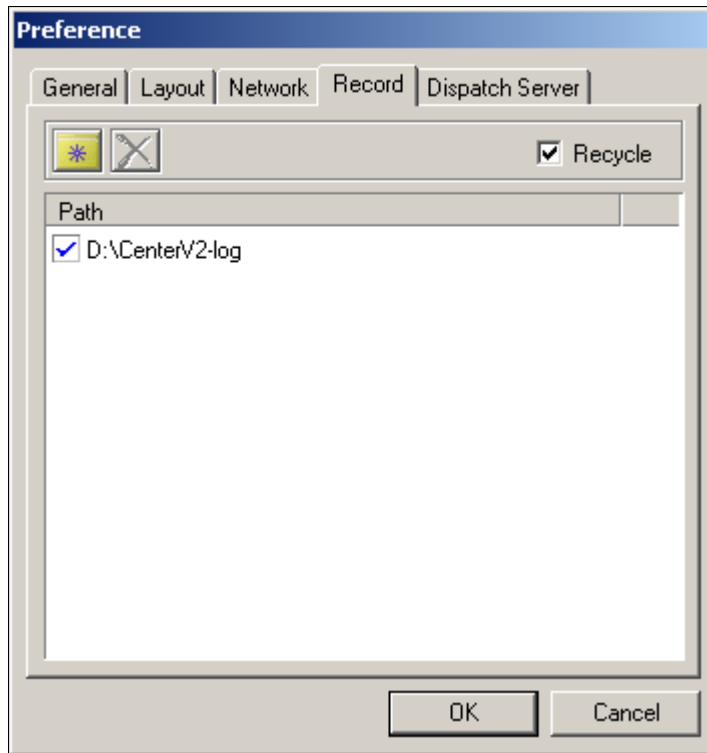 Preference
General Layout Network Record Dispatch Server
Recycle
Path
D:\CenterV2-log
OK Cancel